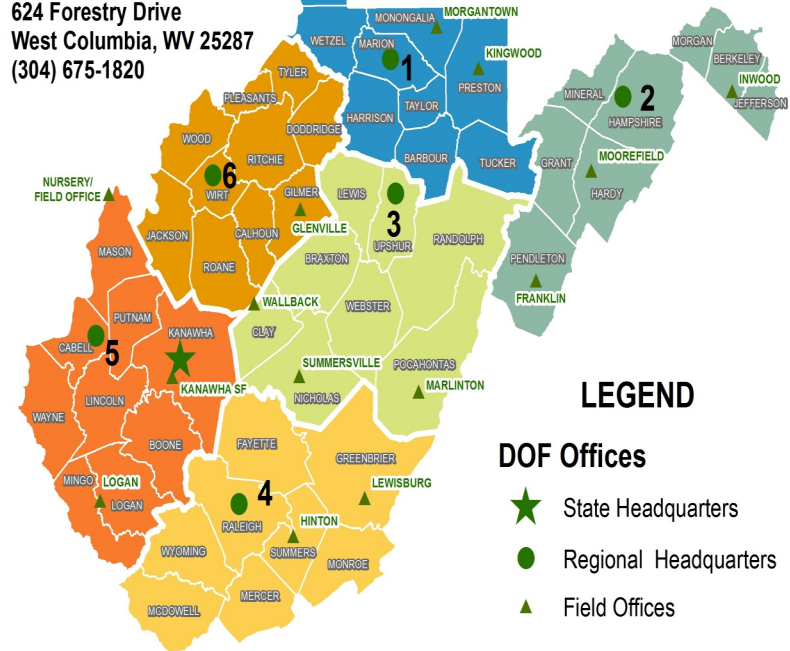 624 Forestry Drive
West Columbia, WV 25287
(304) 675-1820
MONONGALIA
MORGANTOWN
WETZEL
MARION
1
KINGWOOD
PRESTON
HARRISON
TAYLOR
BARBOUR
TUCKER
MORGAN
BERKELEY
INWOOD
JEFFERSON
MINERAL
2
HAMPSHIRE
GRANT
MOOREFIELD
HARDY
PENDLETON
FRANKLIN
TYLER
PLEASANTS
DODDRIDGE
WOOD
RITCHIE
6
WIRT
GILMER
GLENVILLE
JACKSON
CALHOUN
ROANE
WALLBACK
LEWIS
3
UPSHUR
RANDOLPH
BRAXTON
WEBSTER
CLAY
SUMMERSVILLE
NICHOLAS
POCAHONTAS
MARLINTON
NURSERY/
FIELD OFFICE
MASON
PUTNAM
KANAWHA
CABELL
5
KANAWHA SF
WAYNE
LINCOLN
BOONE
MINGO
LOGAN
LOGAN
FAYETTE
GREENBRIER
4
LEWISBURG
RALEIGH
HINTON
SUMMERS
WYOMING
MONROE
MERCER
MCDOWELL
LEGEND
DOF Offices
State Headquarters
Regional Headquarters
Field Offices